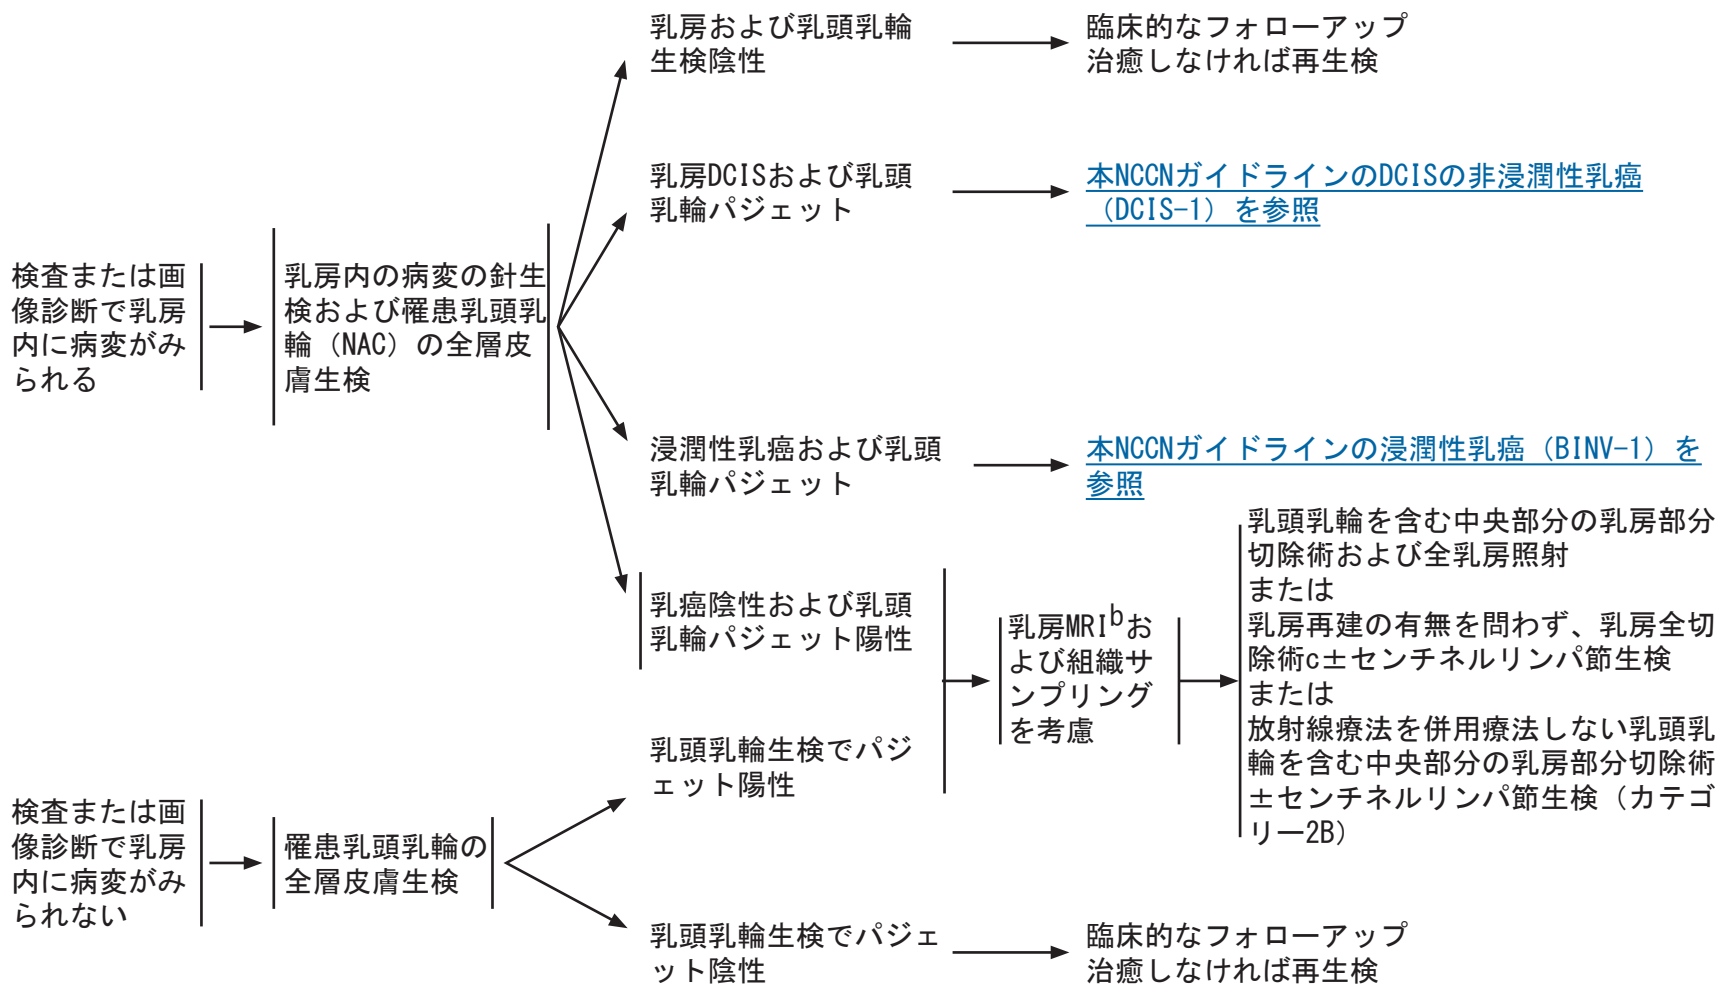 乳房および乳頭乳輪
生検陰性
臨床的なフォローアップ
治癒しなければ再生検
乳房DCISおよび乳頭
乳輪パジェット
本NCCNガイドラインのDCISの非浸潤性乳癌
（DCIS-1）を参照
検査または画
像診断で乳房
内に病変がみ
られる
乳房内の病変の針生
検および罹患乳頭乳
輪（NAC）の全層皮
膚生検
浸潤性乳癌および乳頭
乳輪パジェット
本NCCNガイドラインの浸潤性乳癌（BINV-1）を
参照
乳癌陰性および乳頭
乳輪パジェット陽性
乳頭乳輪生検でパジ
ェット陽性
乳房MRIbお
よび組織サ
ンプリング
を考慮
乳頭乳輪を含む中央部分の乳房部分
切除術および全乳房照射
または
乳房再建の有無を問わず、乳房全切
除術c±センチネルリンパ節生検
または
放射線療法を併用療法しない乳頭乳
輪を含む中央部分の乳房部分切除術
±センチネルリンパ節生検（カテゴ
リー2B）
検査または画
像診断で乳房
内に病変がみ
られない
罹患乳頭乳輪の
全層皮膚生検
乳頭乳輪生検でパジェ
ット陰性
臨床的なフォローアップ
治癒しなければ再生検